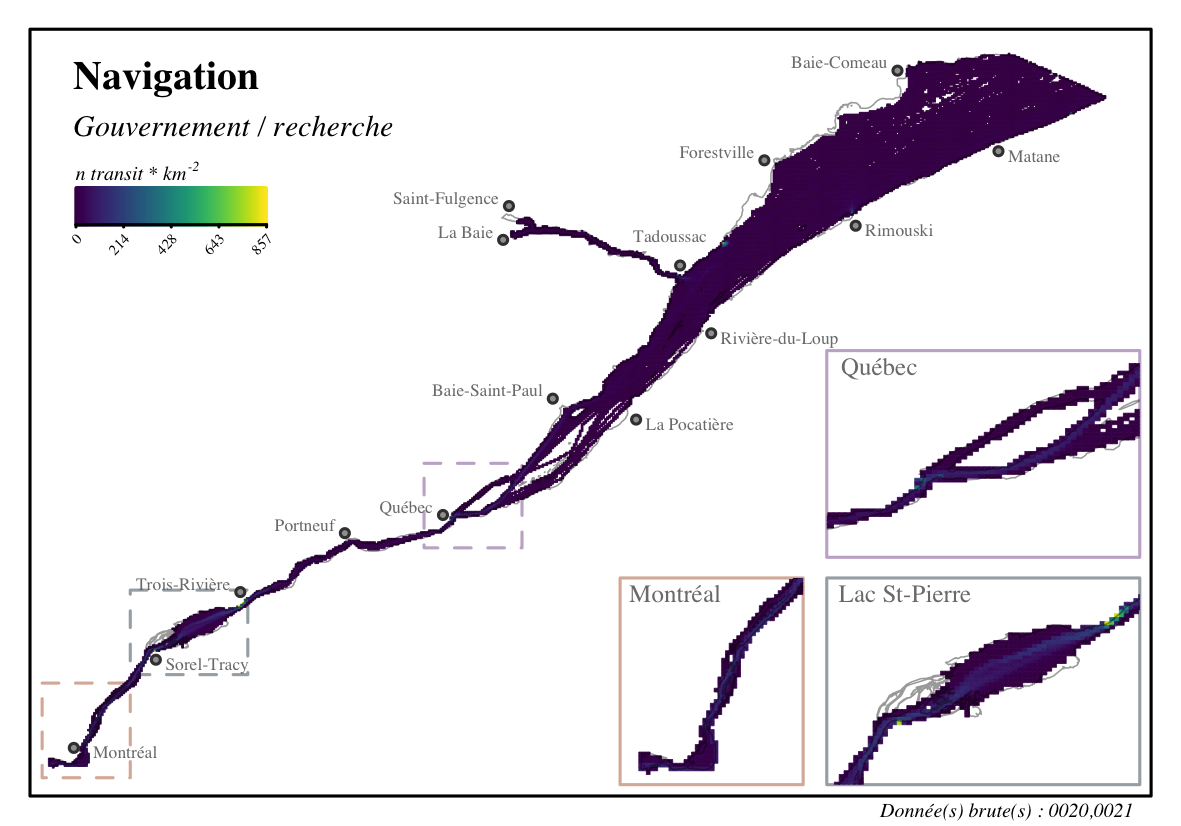 Navigation
Gouvernement / recherche
n transit * km-2
0 214 428 643 857
Baie-Comeau
Forestville
Matane
Saint-Fulgence
La Baie
Tadoussac
Rimouski
Rivière-du-Loup
Baie-Saint-Paul
La Pocatière
Québec
Portneuf
Trois-Rivière
Sorel-Tracy
Montréal
Québec
Montréal
Lac St-Pierre
Donnée(s) brute(s) : 0020,0021